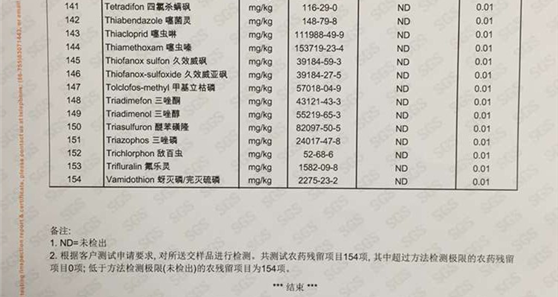 141 Tetradifon 四氯杀螨砜 mg/kg 116-29-0 ND 0.01
142 Thiabendazole 噻菌灵 mg/kg 148-79-8 ND 0.01
143 Thiacloprid 噻虫啉 mg/kg 111988-49-9 ND 0.01
144 Thiamethoxam 噻虫嗪 mg/kg 153719-23-4 ND 0.01
145 Thiofanox sulfon 久效威砜 mg/kg 39184-59-3 ND 0.01
146 Thiofanox-sulfoxide 久效威亚砜 mg/kg 39184-27-5 ND 0.01
147 Tolclofos-methyl 甲基立枯磷 mg/kg 57018-04-9 ND 0.01
148 Triadimefon 三唑酮 mg/kg 43121-43-3 ND 0.01
149 Triadimenol 三唑醇 mg/kg 55219-65-3 ND 0.01
150 Triasulfuron 醚苯磺隆 mg/kg 82097-50-5 ND 0.01
151 Triazophos 三唑磷 mg/kg 24017-47-8 ND 0.01
152 Trichlorphon 敌百虫 mg/kg 52-68-6 ND 0.01
153 Trifluralin 氟乐灵 mg/kg 1582-09-8 ND 0.01
154 Vamidothion 蚜灭磷/完灭硫磷 mg/kg 2275-23-2 ND 0.01
备注:
1. ND=未检出
2. 根据客户测试申请要求, 对所送交样品进行检测。共测试农药残留项目154项, 其中超过方法检测极限的农药残留
项目0项; 低于方法检测极限(未检出)的农残留项目为154项。
*** 结束 ***